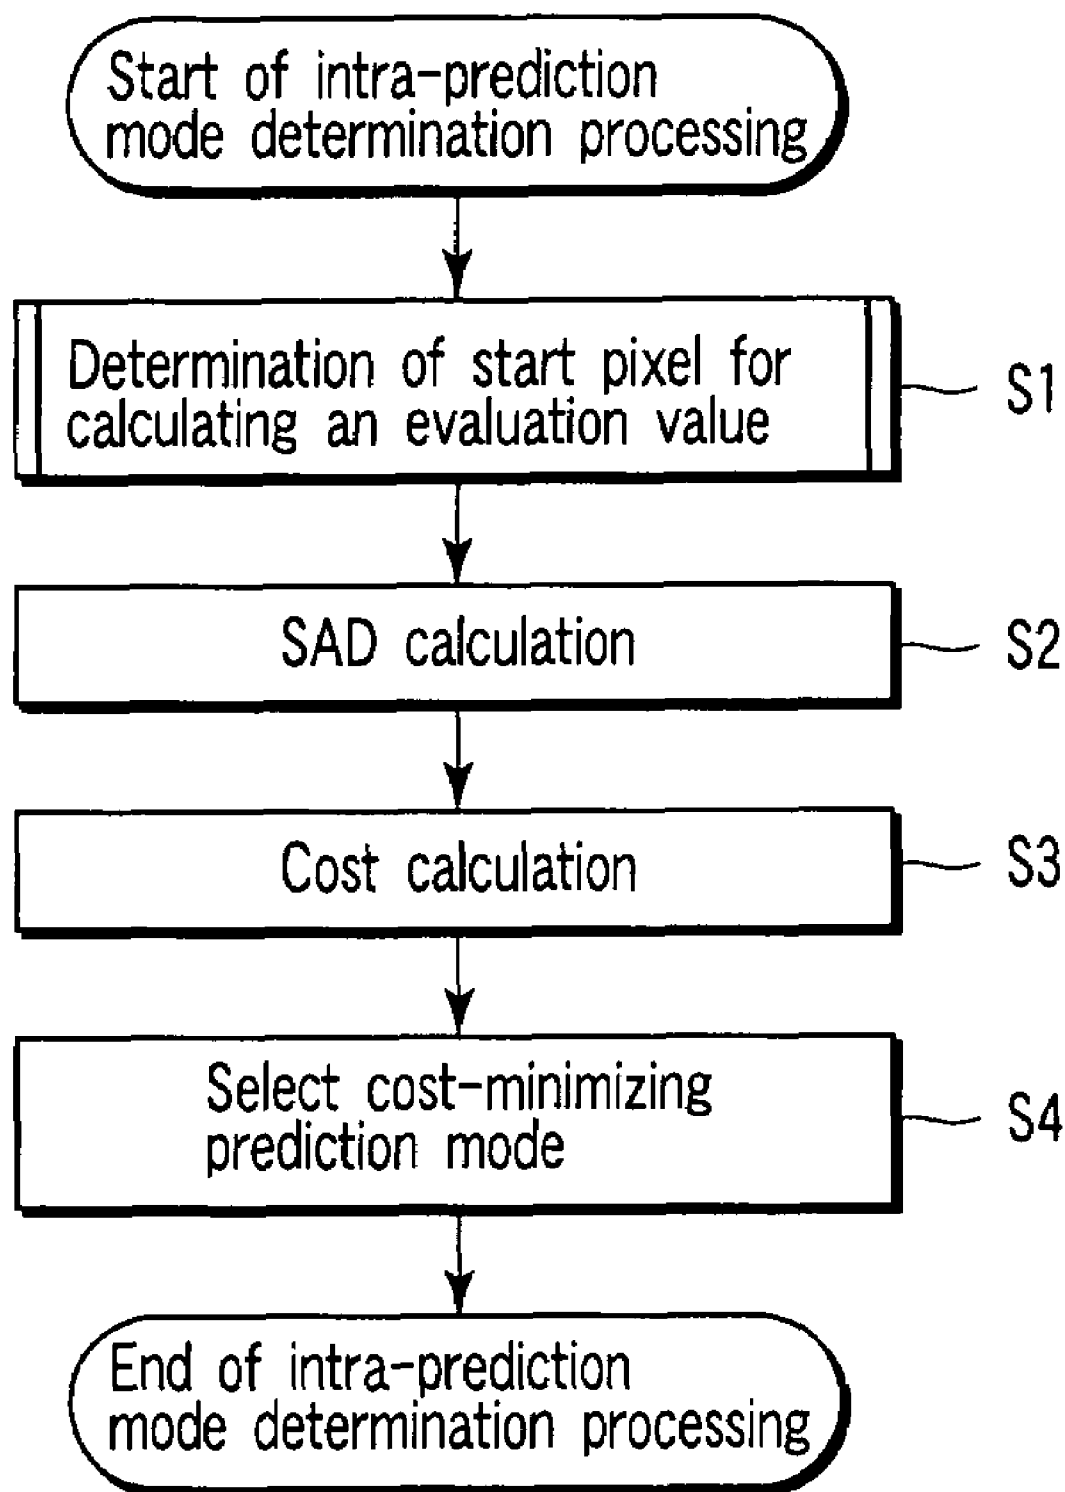 Start of intra-prediction
mode determination processing
Determination of start pixel for
calculating an evaluation value
S1
SAD calculation
S2
Cost calculation
S3
Select cost-minimizing
prediction mode
S4
End of intra-prediction
mode determination processing